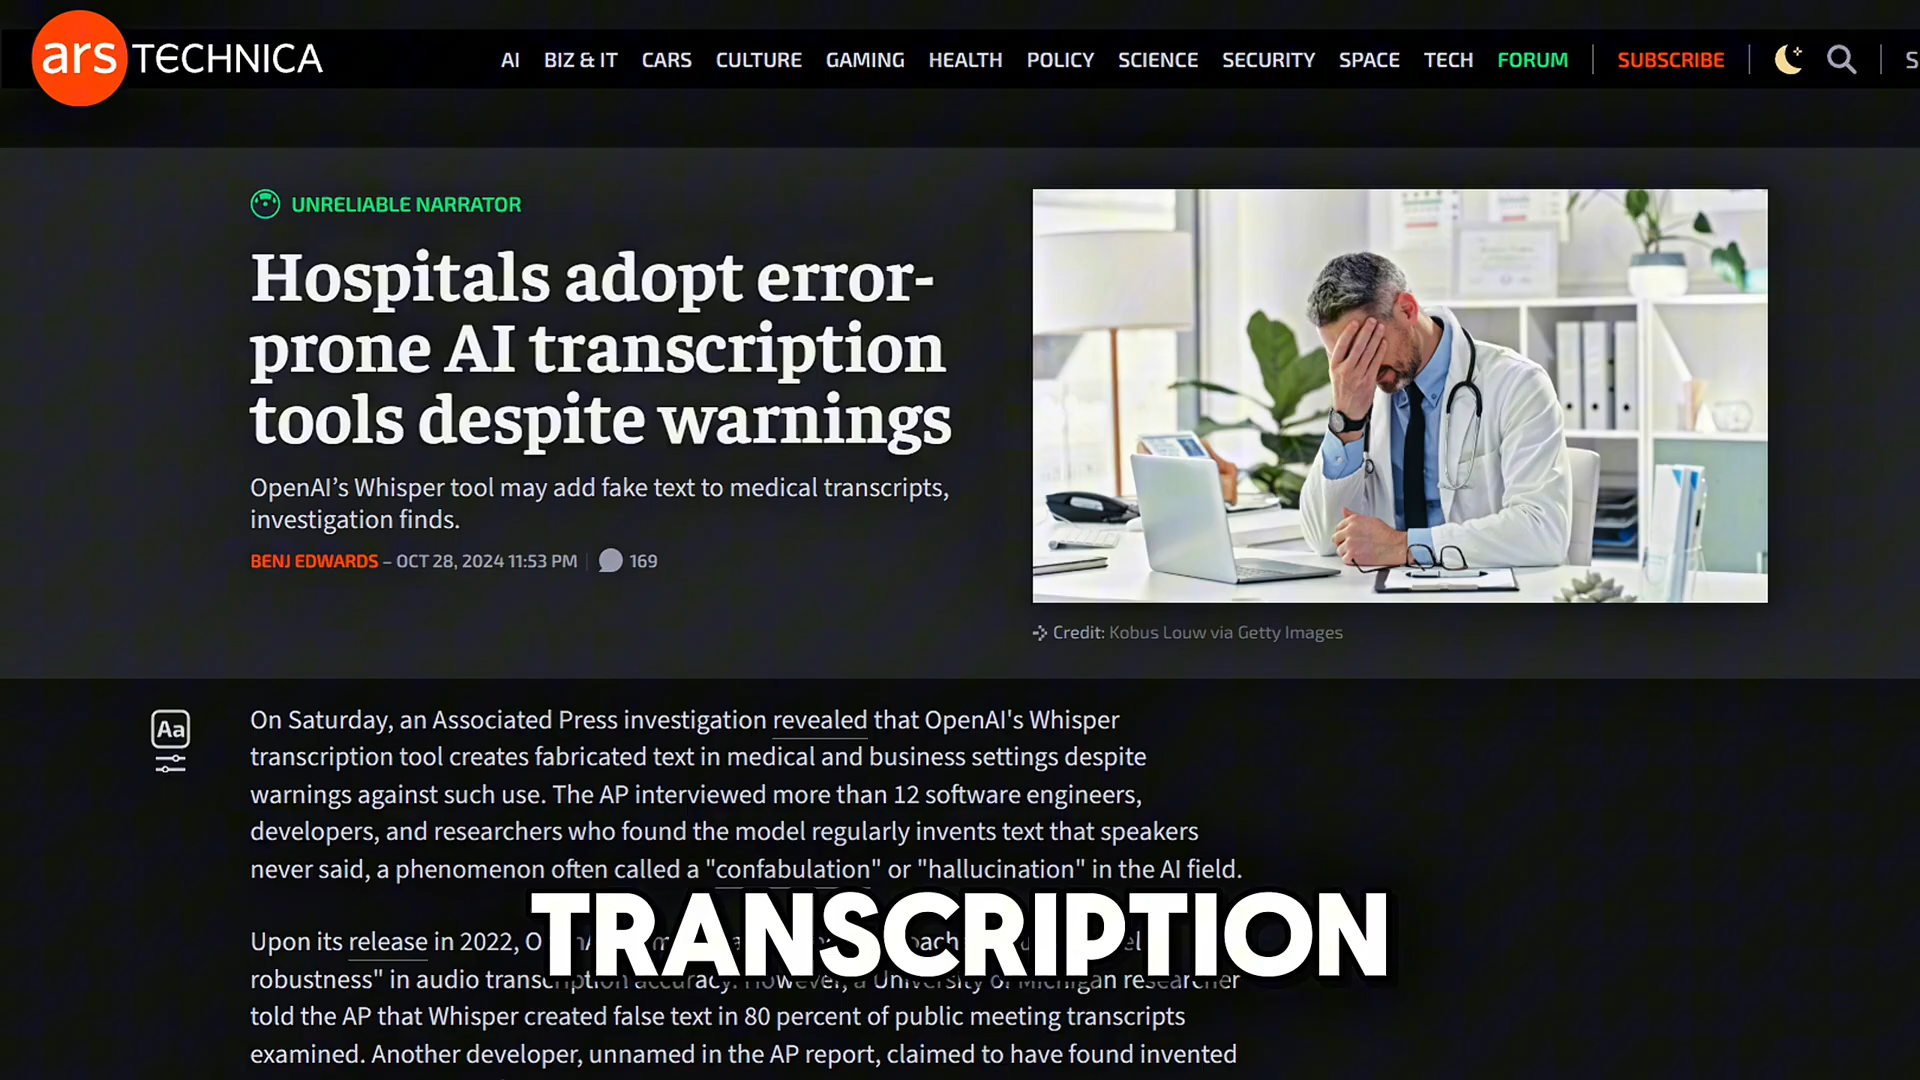 ars TECHNICA
AI BIZ & IT CARS CULTURE GAMING HEALTH POLICY SCIENCE SECURITY SPACE TECH FORUM SUBSCRIBE S
UNRELIABLE NARRATOR
Hospitals adopt error-
prone AI transcription
tools despite warnings
OpenAI’s Whisper tool may add fake text to medical transcripts,
investigation finds.
BENJ EDWARDS – OCT 28, 2024 11:53 PM 169
Credit: Kobus Louw via Getty Images
Aa
On Saturday, an Associated Press investigation revealed that OpenAI's Whisper
transcription tool creates fabricated text in medical and business settings despite
warnings against such use. The AP interviewed more than 12 software engineers,
developers, and researchers who found the model regularly invents text that speakers
never said, a phenomenon often called a "confabulation" or "hallucination" in the AI field.
TRANSCRIPTION
Upon its release in 2022,
robustness" in audio transcription accuracy. However, a University of Michigan researcher
told the AP that Whisper created false text in 80 percent of public meeting transcripts
examined. Another developer, unnamed in the AP report, claimed to have found invented